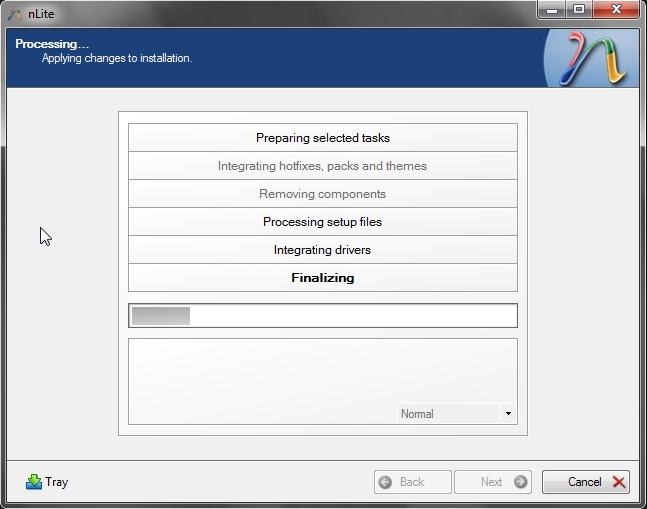 nLite
Processing...
Applying changes to installation.
Preparing selected tasks
Integrating hotfixes, packs and themes
Removing components
Processing setup files
Integrating drivers
Finalizing
Normal
Tray
Back
Next
Cancel